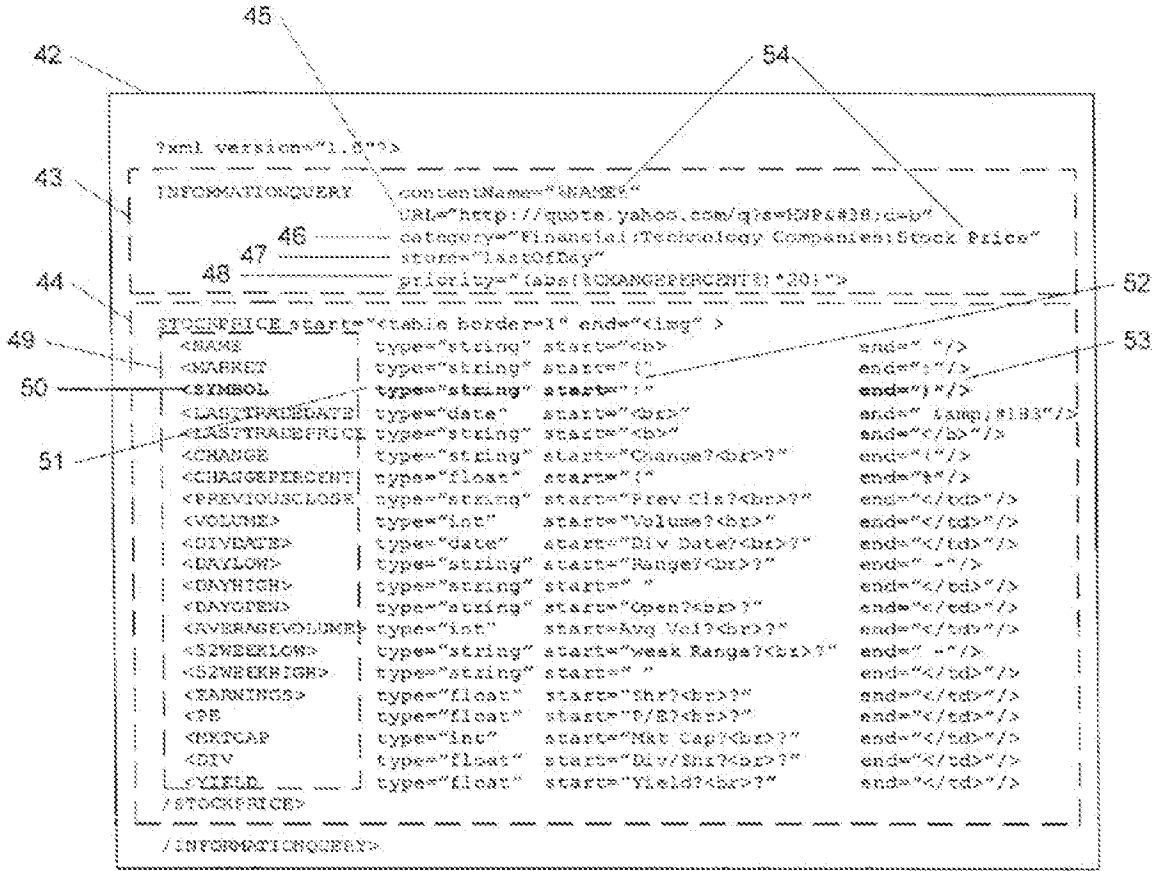 45
42
54
?xml version="1.0"?>
43
INFORMATIONQUERY contentName="%NAME%"
URL="http://quote.yahoo.com/q?s=HWP&#38;d=b"
46 category="Financial:Technology Companies:Stock Price"
47 store="lastOfDay"
48 priority="(abs(%CHANGEPERCENT%)*20)">
44
52
STOCKPRICE start="<table border=1" end="<img" >
49 <NAME type="string" start="<b>" end=" "/>
53
<MARKET type="string" start="(" end=":"/>
50 <SYMBOL type="string" start=":" end=")"/>
<LASTTRADEDATE type="date" start="<br>" end=" &amp;#183"/>
<LASTTRADEPRICE type="string" start="<b>" end="</b>"/>
51 <CHANGE type="string" start="Change?<br>?" end="("/>
<CHANGEPERCENT type="float" start="(" end="%"/>
<PREVIOUSCLOSE type="string" start="Prev Cls?<br>?" end="</td>"/>
<VOLUME> type="int" start="Volume?<br>" end="</td>"/>
<DIVDATE> type="date" start="Div Date?<br>?" end="</td>"/>
<DAYLOW> type="string" start="Range?<br>?" end=" -"/>
<DAYHIGH> type="string" start=" " end="</td>"/>
<DAYOPEN> type="string" start="Open?<br>?" end="</td>"/>
<AVERAGEVOLUME> type="int" start=Avg Vol?<br>?" end="</td>"/>
<52WEEKLOW> type="string" start="week Range?<br>?" end=" -"/>
<52WEEKHIGH> type="string" start=" " end="</td>"/>
<EARNINGS> type="float" start="Shr?<br>?" end="</td>"/>
<PE type="float" start="P/E?<br>?" end="</td>"/>
<MKTCAP type="int" start="Mkt Cap?<br>?" end="</td>"/>
<DIV type="float" start="Div/Shr?<br>?" end="</td>"/>
<YIELD type="float" start="Yield?<br>?" end="</td>"/>
/STOCKPRICE>
/INFORMATIONQUERY>